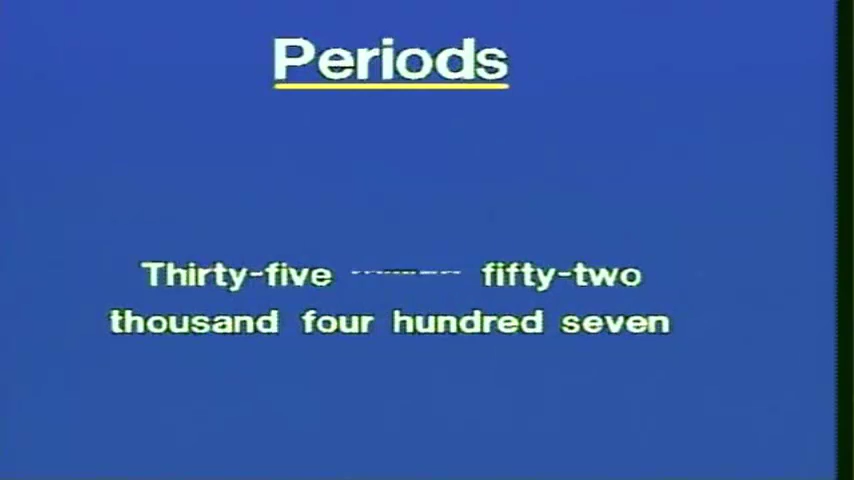 Periods
Thirty-five fifty-two
thousand four hundred seven